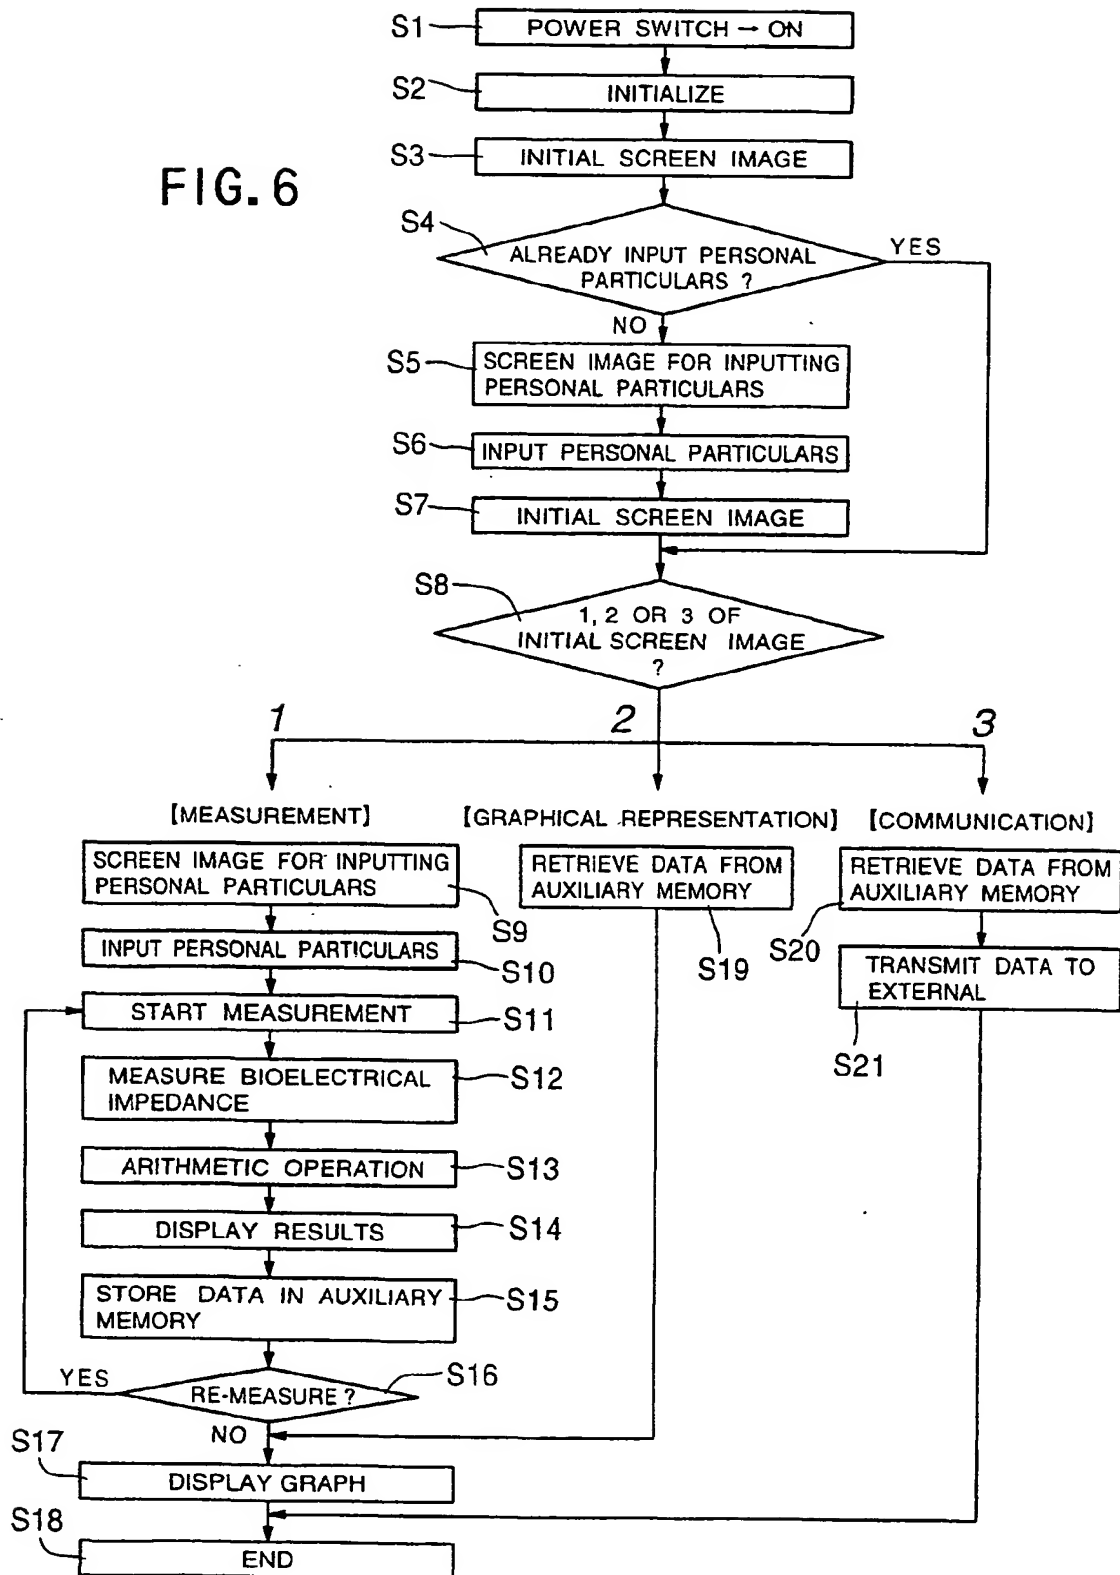 FIG. 6
S1
POWER SWITCH → ON
S2
INITIALIZE
S3
INITIAL SCREEN IMAGE
S4
ALREADY INPUT PERSONAL
PARTICULARS ?
YES
NO
S5
SCREEN IMAGE FOR INPUTTING
PERSONAL PARTICULARS
S6
INPUT PERSONAL PARTICULARS
S7
INITIAL SCREEN IMAGE
S8
1, 2 OR 3 OF
INITIAL SCREEN IMAGE
?
1
2
3
【MEASUREMENT】
【GRAPHICAL REPRESENTATION】
【COMMUNICATION】
SCREEN IMAGE FOR INPUTTING
PERSONAL PARTICULARS
S9
INPUT PERSONAL PARTICULARS
S10
START MEASUREMENT
S11
MEASURE BIOELECTRICAL
IMPEDANCE
S12
ARITHMETIC OPERATION
S13
DISPLAY RESULTS
S14
STORE DATA IN AUXILIARY
MEMORY
S15
RE-MEASURE ?
S16
YES
NO
S17
DISPLAY GRAPH
S18
END
RETRIEVE DATA FROM
AUXILIARY MEMORY
S19
RETRIEVE DATA FROM
AUXILIARY MEMORY
S20
TRANSMIT DATA TO
EXTERNAL
S21